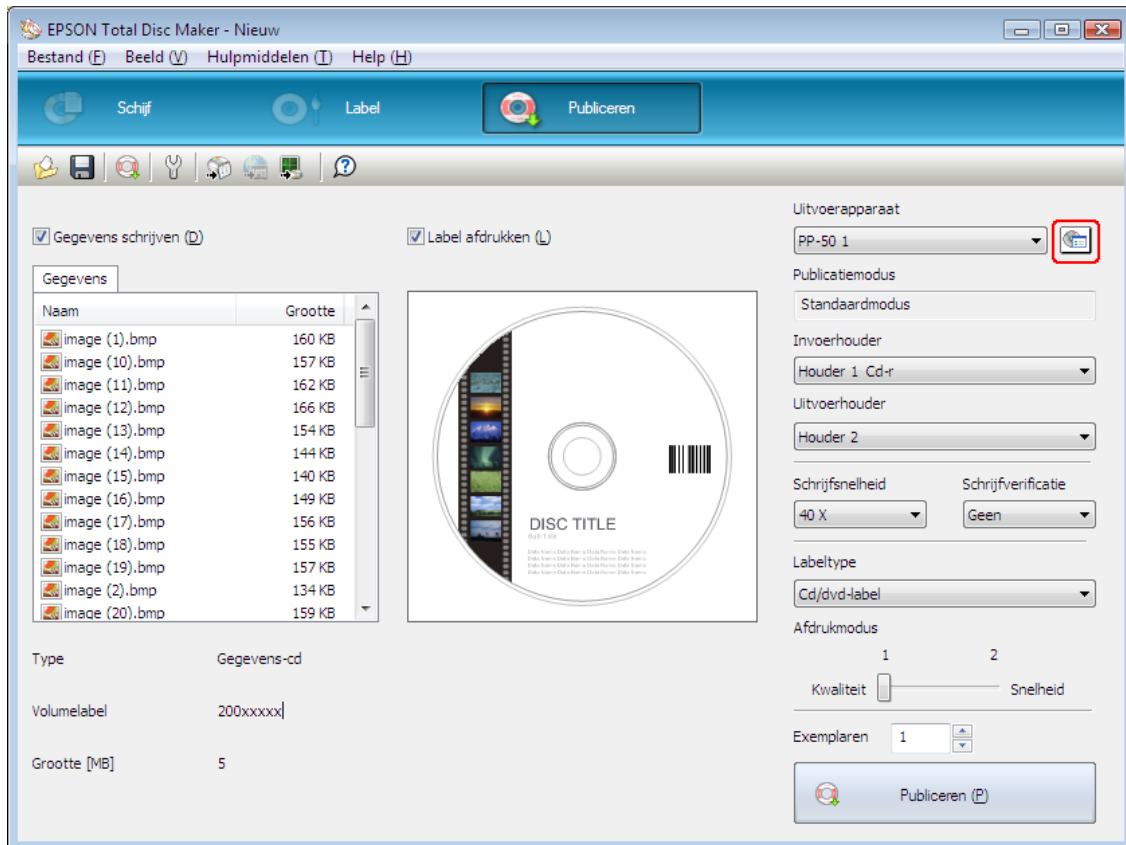 EPSON Total Disc Maker - Nieuw
Bestand (F) Beeld (V) Hulpmiddelen (T) Help (H)
Schijf Label Publiceren
Gegevens schrijven (D)
Label afdrukken (L)
Gegevens
Naam Grootte
image (1).bmp 160 KB
image (10).bmp 157 KB
image (11).bmp 162 KB
image (12).bmp 166 KB
image (13).bmp 154 KB
image (14).bmp 144 KB
image (15).bmp 140 KB
image (16).bmp 149 KB
image (17).bmp 156 KB
image (18).bmp 155 KB
image (19).bmp 157 KB
image (2).bmp 134 KB
image (20).bmp 159 KB
DISC TITLE
Sub Title
Type Gegevens-cd
Volumelabel 200xxxxx
Grootte [MB] 5
Uitvoerapparaat
PP-50 1
Publicatiemodus
Standaardmodus
Invoerhouder
Houder 1 Cd-r
Uitvoerhouder
Houder 2
Schrijfsnelheid Schrijfverificatie
40 X Geen
Labeltype
Cd/dvd-label
Afdrukmodus
1 2
Kwaliteit Snelheid
Exemplaren 1
Publiceren (P)